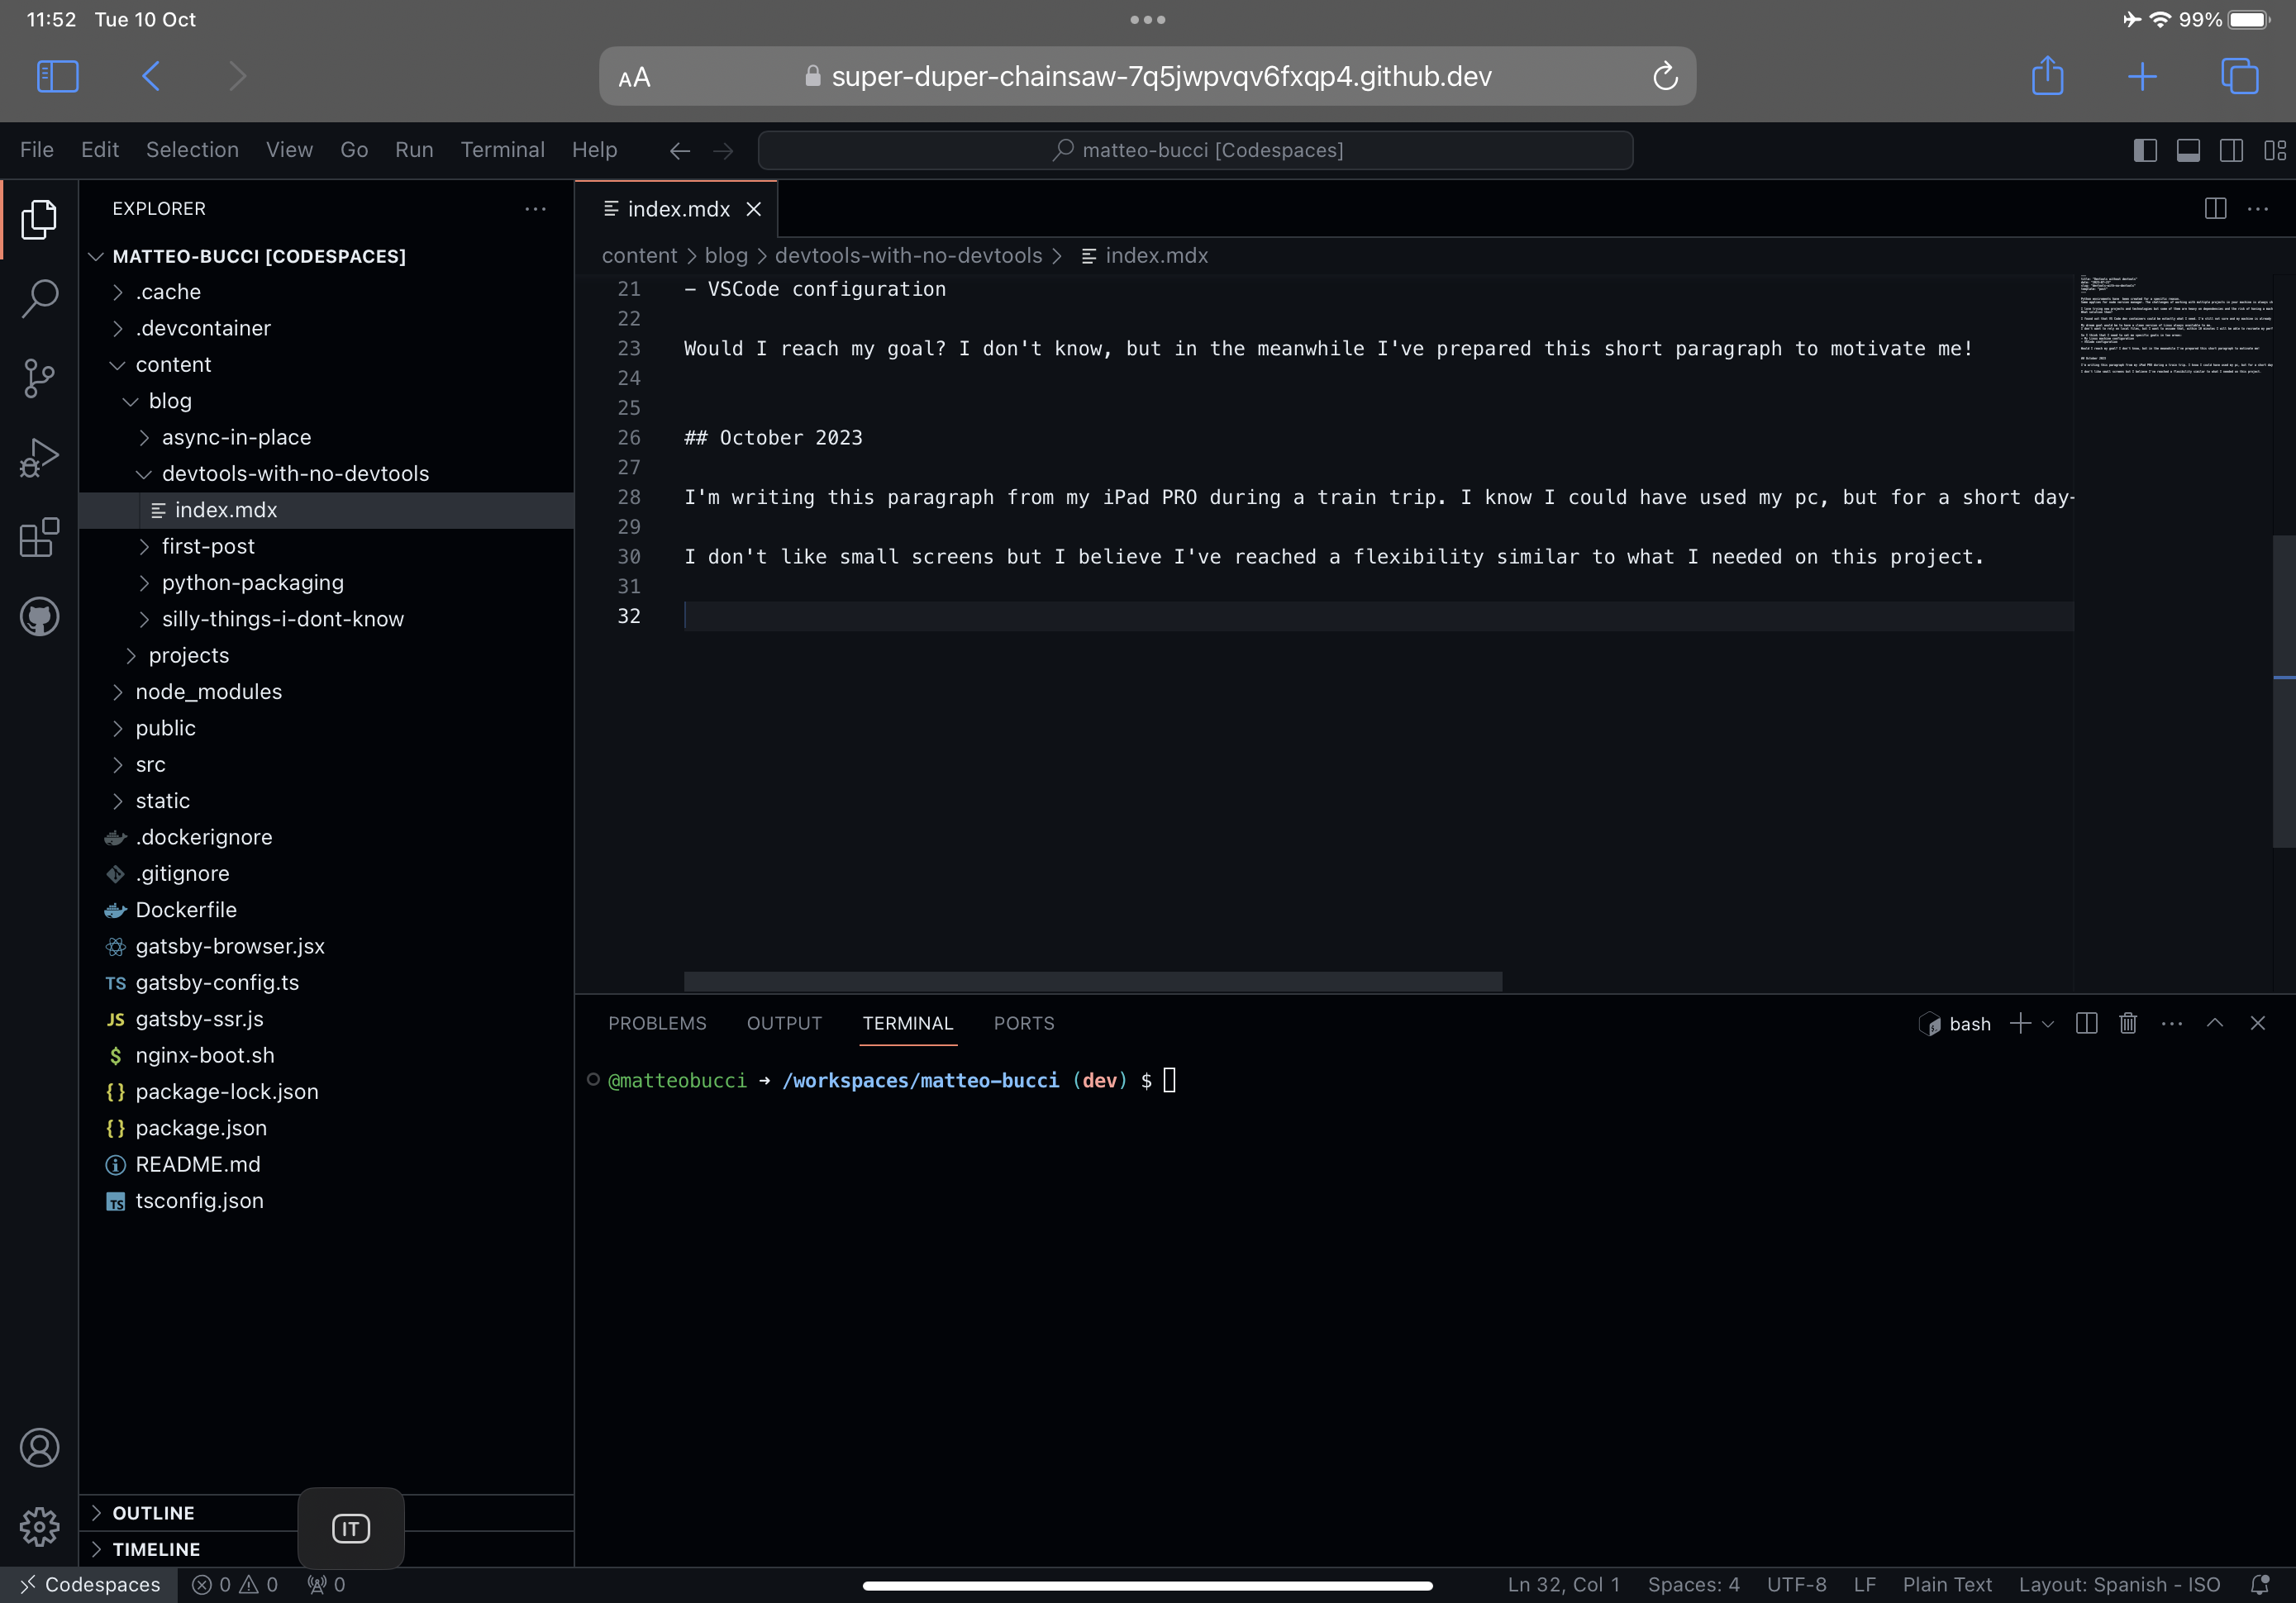 11:52 Tue 10 Oct
99%
AA super-duper-chainsaw-7q5jwpvqv6fxqp4.github.dev
File Edit Selection View Go Run Terminal Help
matteo-bucci [Codespaces]
EXPLORER
MATTEO-BUCCI [CODESPACES]
.cache
.devcontainer
content
blog
async-in-place
devtools-with-no-devtools
index.mdx
first-post
python-packaging
silly-things-i-dont-know
projects
node_modules
public
src
static
.dockerignore
.gitignore
Dockerfile
gatsby-browser.jsx
TS gatsby-config.ts
JS gatsby-ssr.js
$ nginx-boot.sh
{} package-lock.json
{} package.json
README.md
TS tsconfig.json
OUTLINE
TIMELINE
IT
index.mdx
content > blog > devtools-with-no-devtools > index.mdx
21 - VSCode configuration
22
23 Would I reach my goal? I don't know, but in the meanwhile I've prepared this short paragraph to motivate me!
24
25
26 ## October 2023
27
28 I'm writing this paragraph from my iPad PRO during a train trip. I know I could have used my pc, but for a short day-
29
30 I don't like small screens but I believe I've reached a flexibility similar to what I needed on this project.
31
32
PROBLEMS OUTPUT TERMINAL PORTS
bash
@matteobucci ➜ /workspaces/matteo-bucci (dev) $
Codespaces 0 0 0
Ln 32, Col 1 Spaces: 4 UTF-8 LF Plain Text Layout: Spanish - ISO